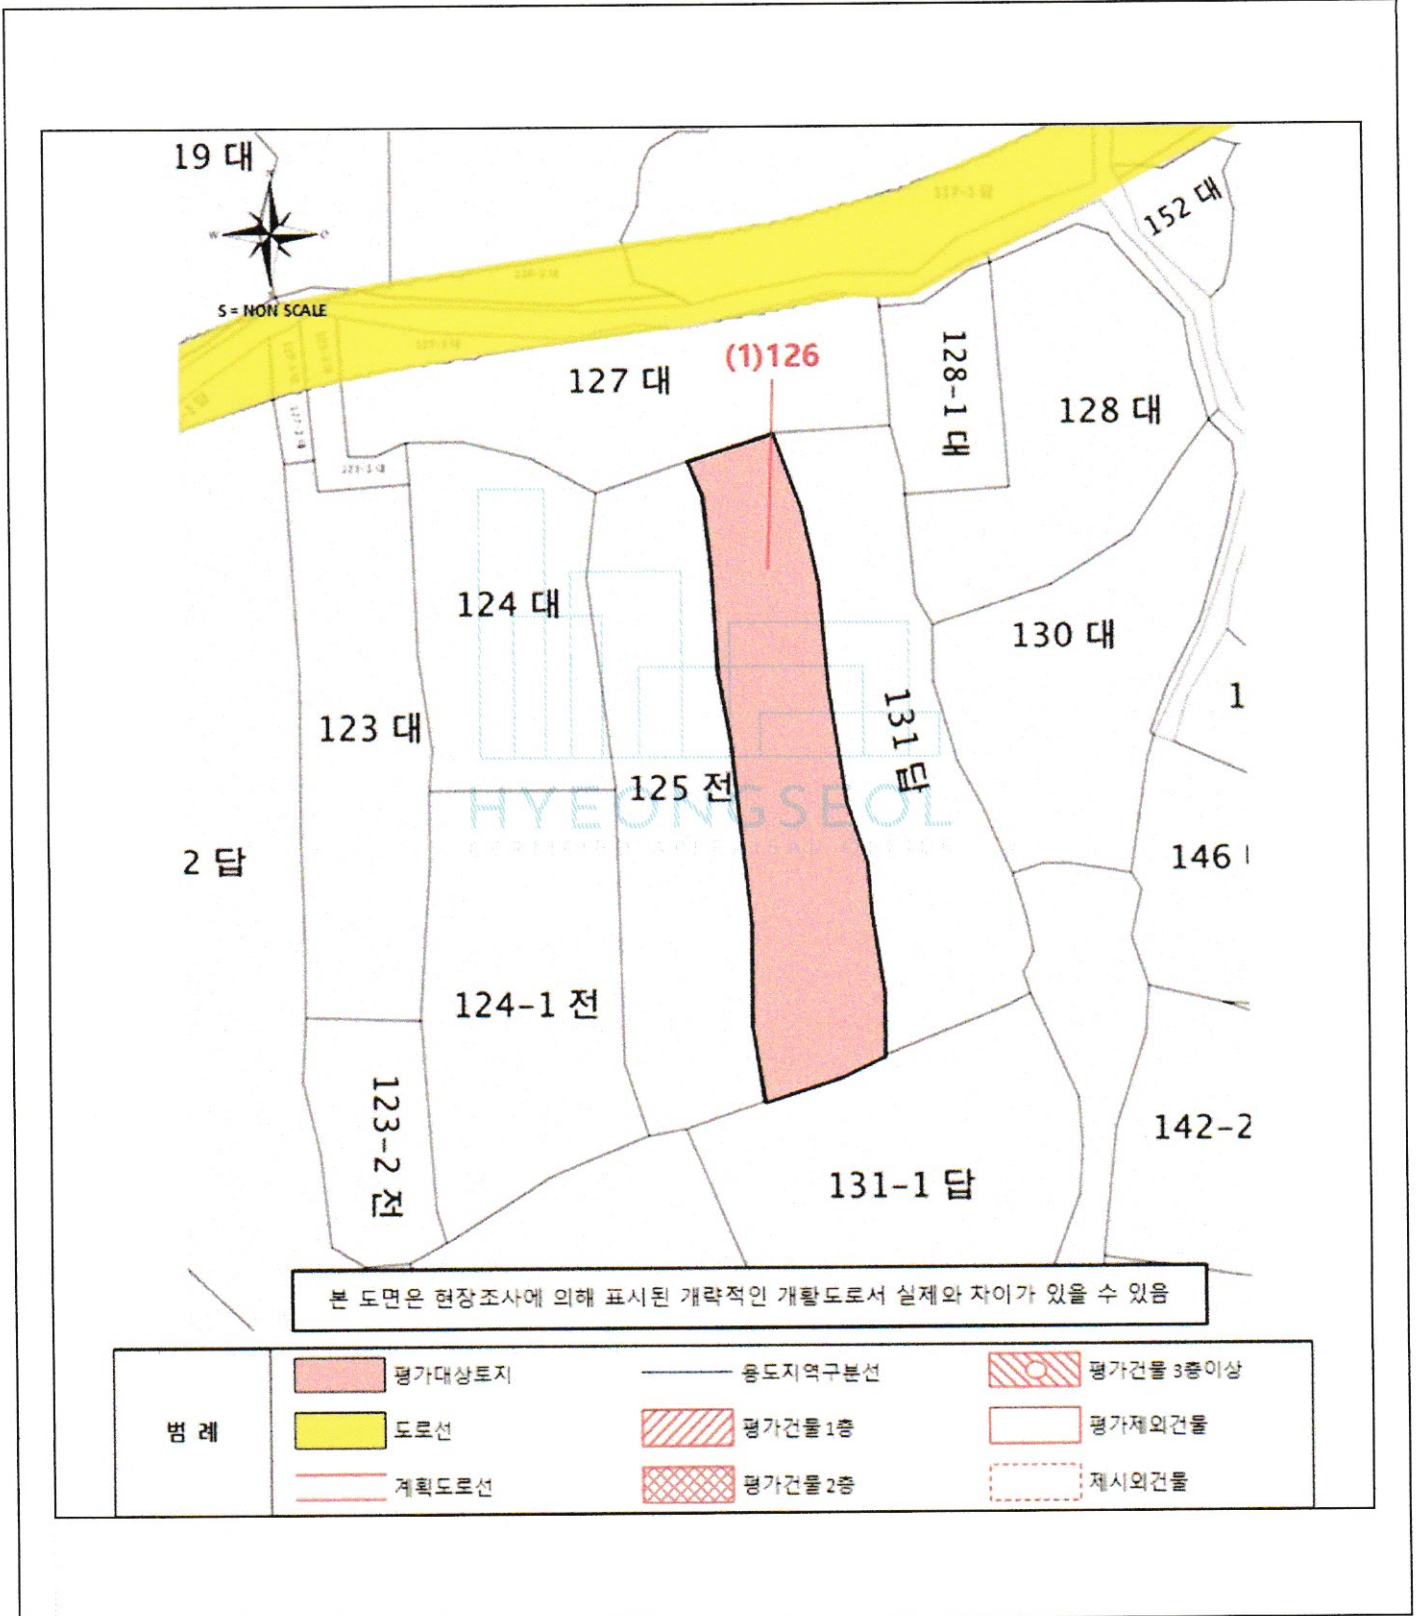 19 대
152 대
S = NON SCALE
(1)126
127 대
128-1 대
128 대
124 대
130 대
123 대
131 답
1
125 전
HYEONGSEOL
2 답
146
124-1 전
123-2 전
142-2
131-1 답
본 도면은 현장조사에 의해 표시된 개략적인 개황도로서 실제와 차이가 있을 수 있음
범 례
평가대상토지
용도지역구분선
평가건물 3층이상
도로선
평가건물 1층
평가제외건물
계획도로선
평가건물 2층
제시외건물